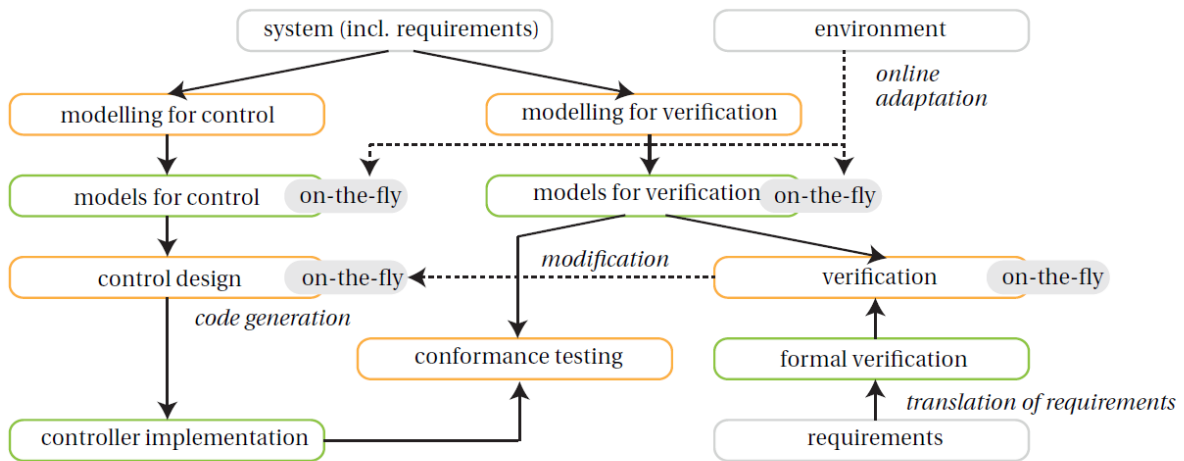 system (incl. requirements)
environment
online
adaptation
modelling for control
modelling for verification
models for control
on-the-fly
models for verification
on-the-fly
modification
control design
on-the-fly
verification
on-the-fly
code generation
conformance testing
formal verification
translation of requirements
controller implementation
requirements